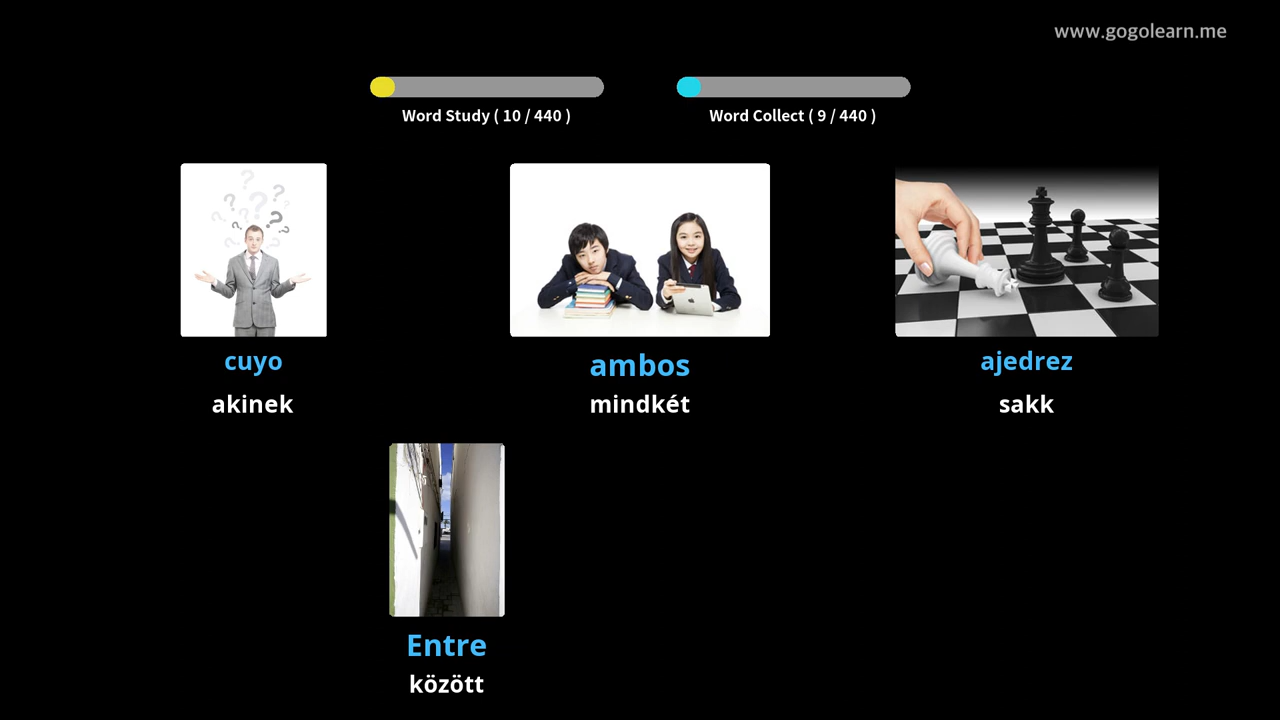 www.gogolearn.me
Word Study ( 10 / 440 )
Word Collect ( 9 / 440 )
cuyo
akinek
ambos
mindkét
ajedrez
sakk
Entre
között